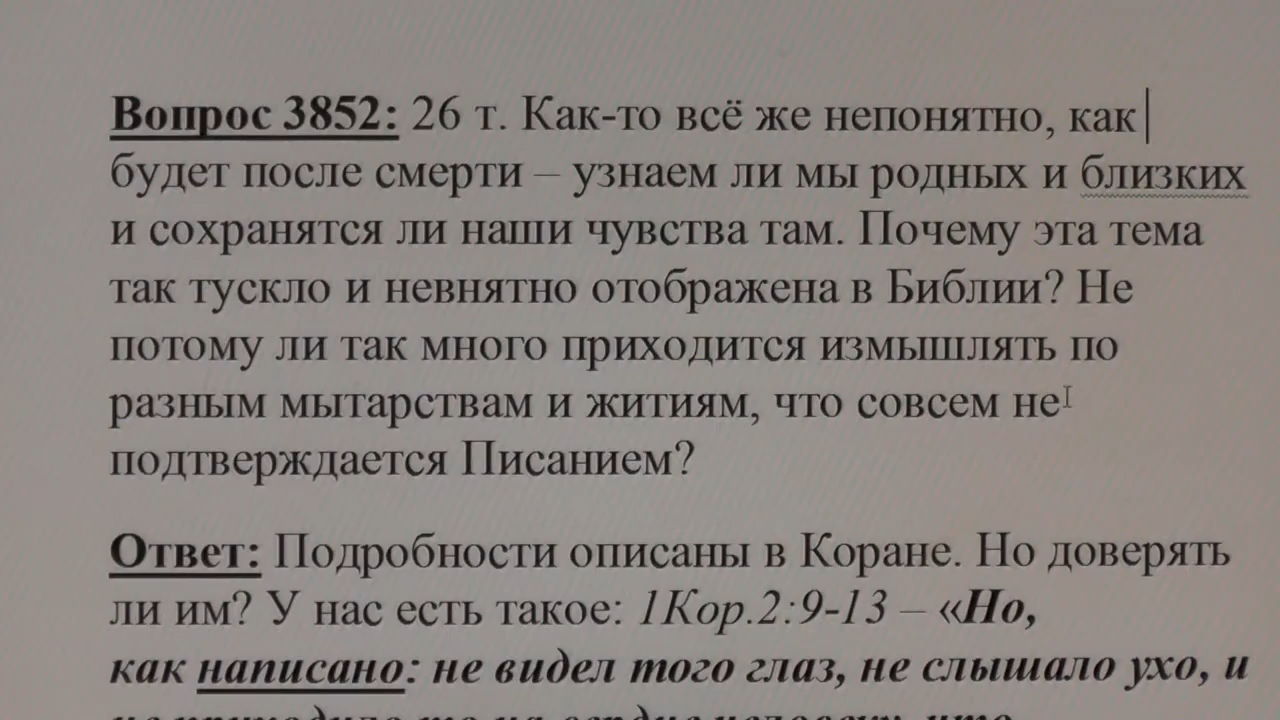 Вопрос 3852: 26 т. Как-то всё же непонятно, как
будет после смерти – узнаем ли мы родных и близких
и сохранятся ли наши чувства там. Почему эта тема
так тускло и невнятно отображена в Библии? Не
потому ли так много приходится измышлять по
разным мытарствам и житиям, что совсем не
подтверждается Писанием?
Ответ: Подробности описаны в Коране. Но доверять
ли им? У нас есть такое: 1Кор.2:9-13 – «Но,
как написано: не видел того глаз, не слышало ухо, и